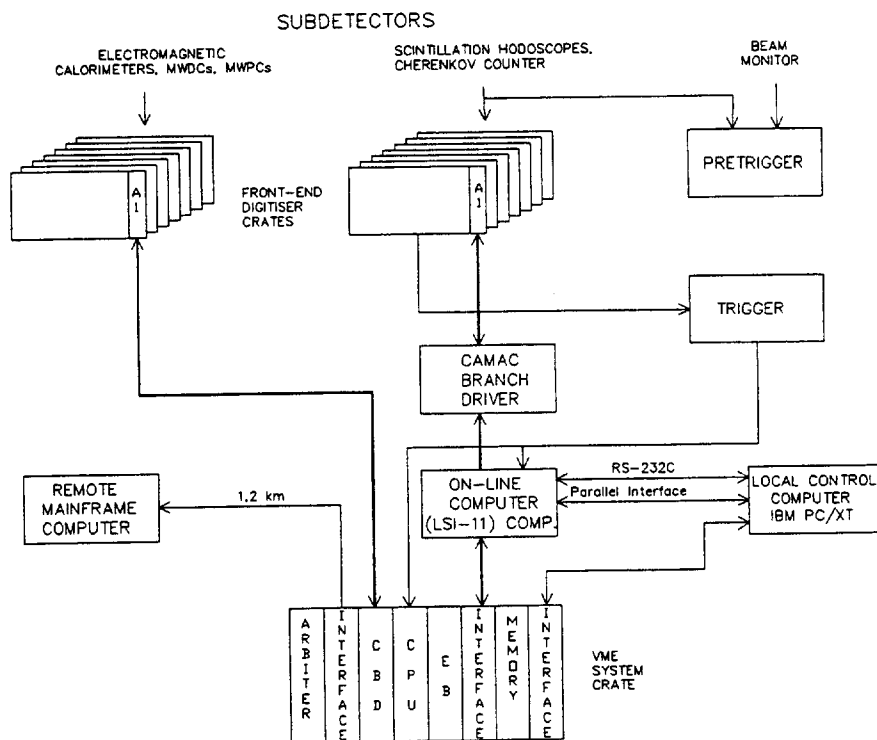 SUBDETECTORS
ELECTROMAGNETIC
CALORIMETERS, MWDCs, MWPCs
SCINTILLATION HODOSCOPES,
CHERENKOV COUNTER
BEAM
MONITOR
A1
FRONT-END
DIGITISER
CRATES
A1
PRETRIGGER
TRIGGER
CAMAC
BRANCH
DRIVER
REMOTE
MAINFRAME
COMPUTER
1.2 km
ON-LINE
COMPUTER
(LSI-11) COMP.
RS-232C
Parallel Interface
LOCAL CONTROL
COMPUTER
IBM PC/XT
ARBITER
INTERFACE
CBD
CPU
EB
INTERFACE
MEMORY
INTERFACE
VME
SYSTEM
CRATE